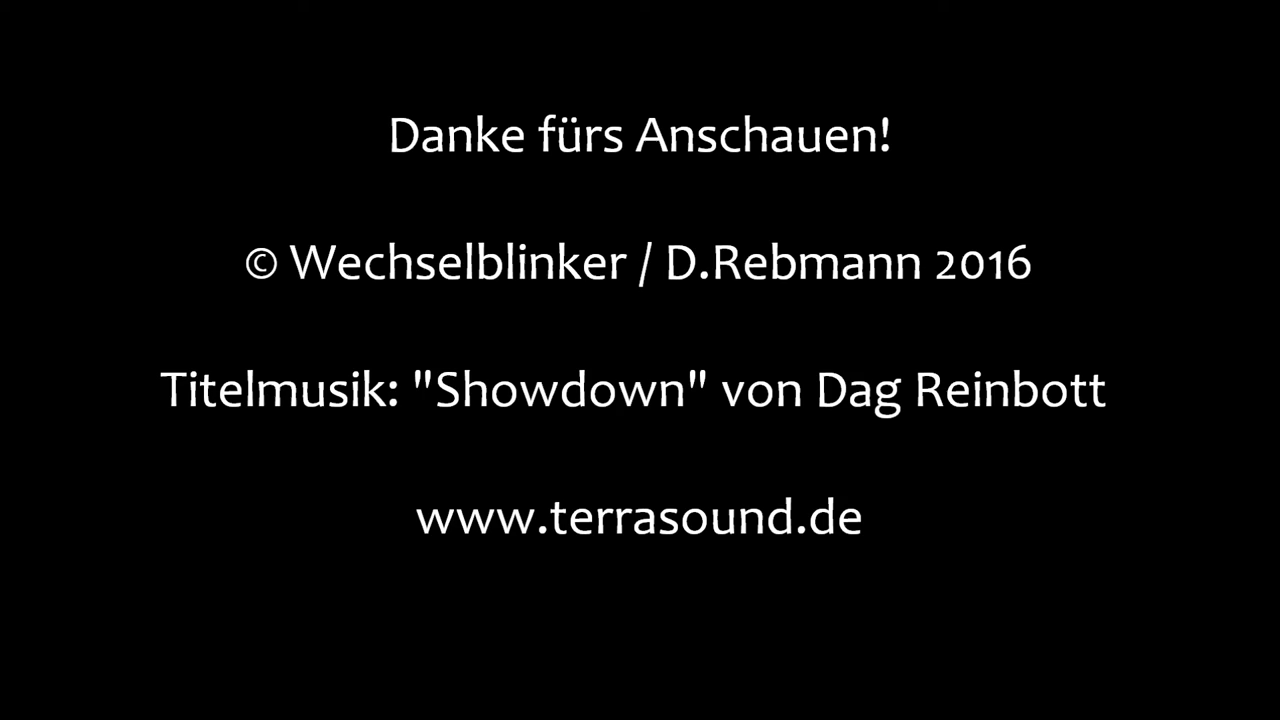 Danke fürs Anschauen!
© Wechselblinker / D.Rebmann 2016
Titelmusik: "Showdown" von Dag Reinbott
www.terrasound.de